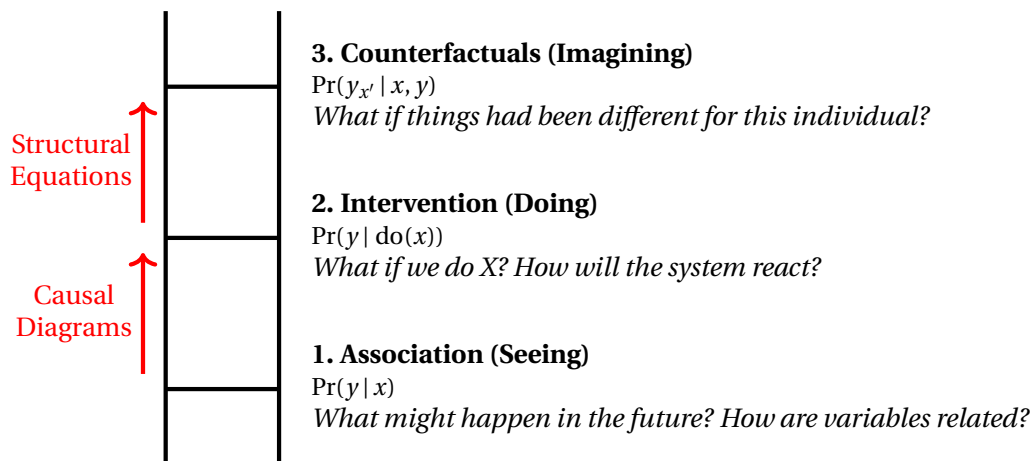 3. Counterfactuals (Imagining)
Pr(y_{x′} | x, y)
What if things had been different for this individual?
Structural
Equations
2. Intervention (Doing)
Pr(y | do(x))
What if we do X? How will the system react?
Causal
Diagrams
1. Association (Seeing)
Pr(y | x)
What might happen in the future? How are variables related?